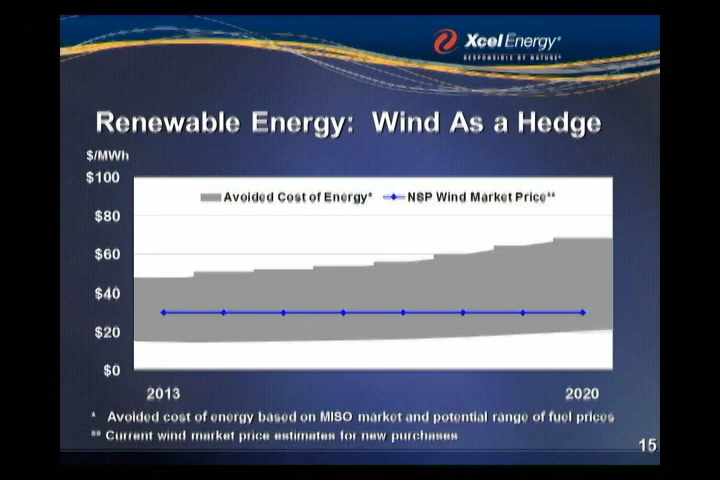 Xcel Energy®
RESPONSIBLE BY NATURE®
Renewable Energy: Wind As a Hedge
$/MWh
$100
Avoided Cost of Energy* NSP Wind Market Price**
$80
$60
$40
$20
$0
2013 2020
* Avoided cost of energy based on MISO market and potential range of fuel prices
** Current wind market price estimates for new purchases
15